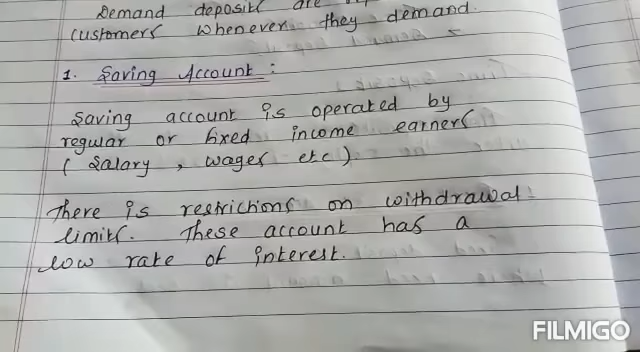 Demand deposits are
customers whenever they demand.
1. Saving Account :
Saving account is operated by
regular or fixed income earners
( Salary , wages etc ).
There is restrictions on withdrawal
limits. These account has a
low rate of interest.
FILMIGO